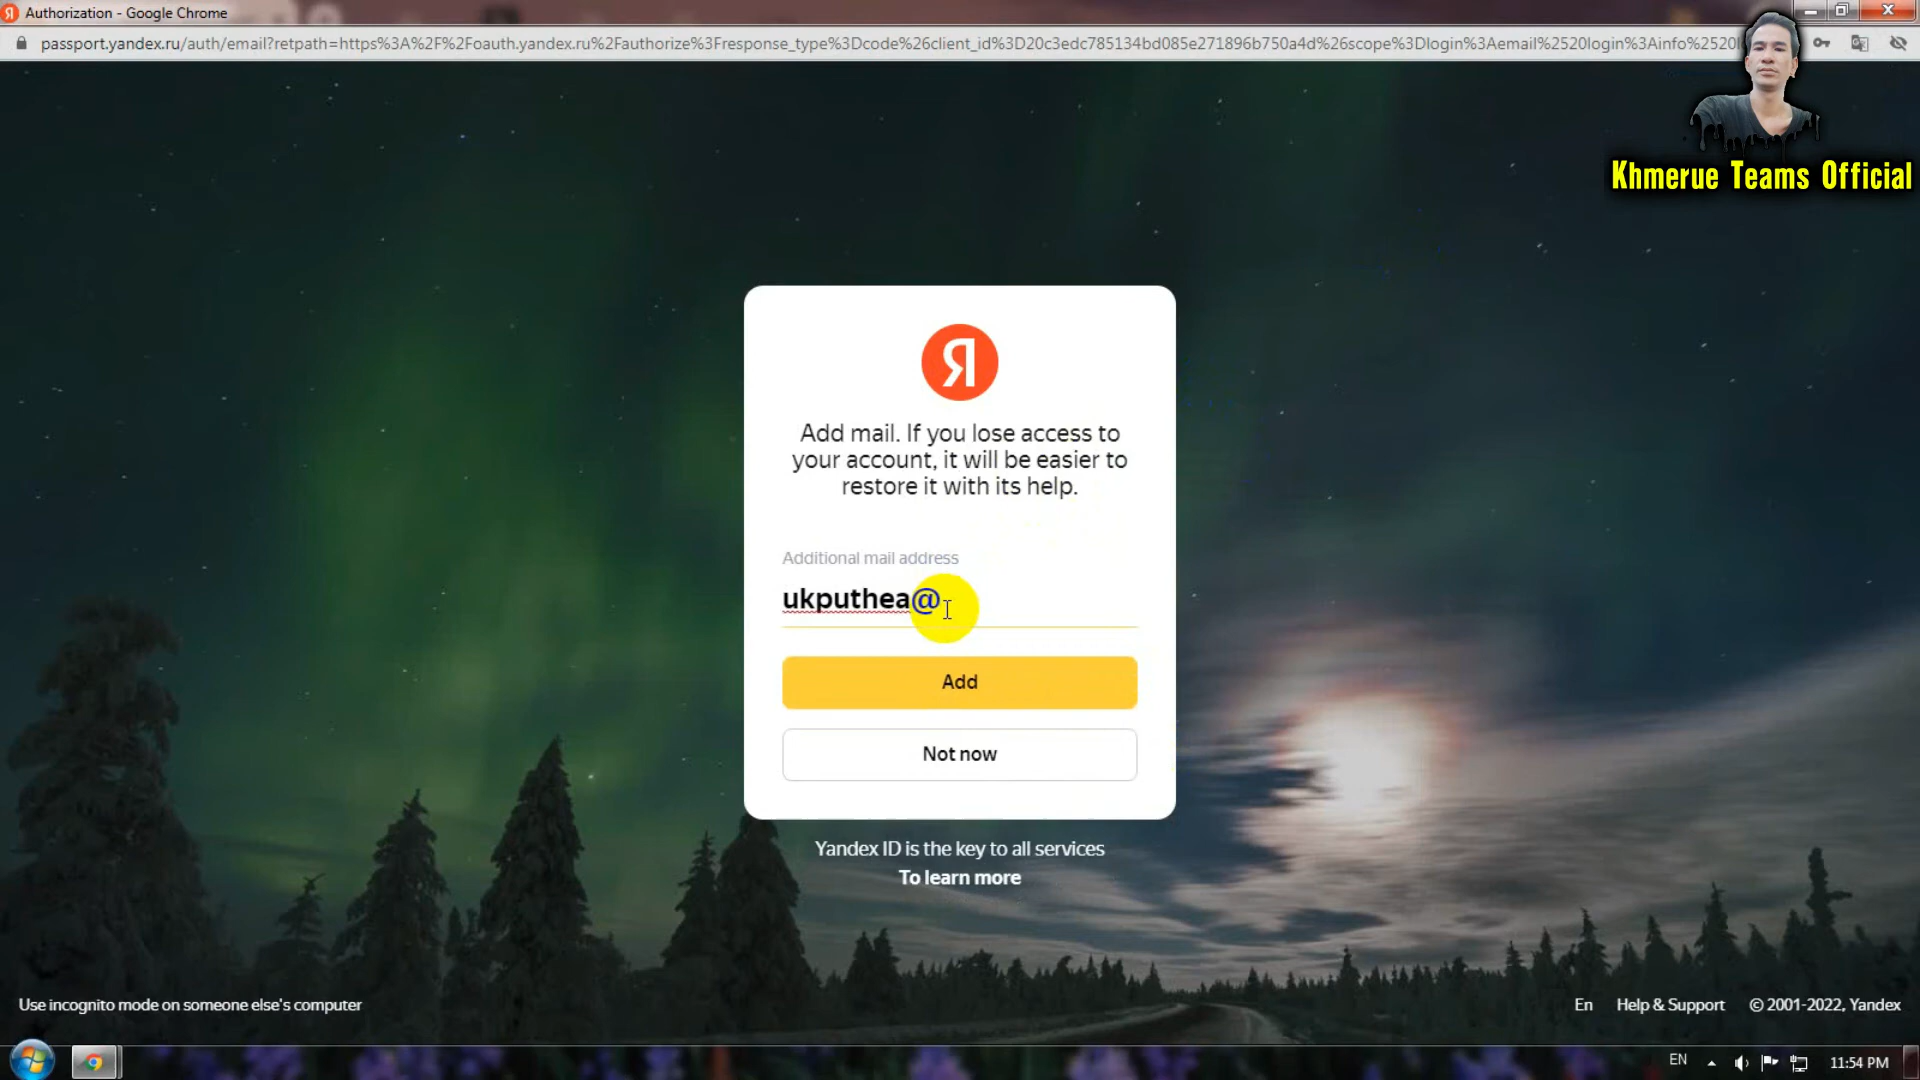 Authorization - Google Chrome
passport.yandex.ru/auth/email?retpath=https%3A%2F%2Foauth.yandex.ru%2Fauthorize%3Fresponse_type%3Dcode%26client_id%3D20c3edc785134bd085e271896b750a4d%26scope%3Dlogin%3Aemail%2520login%3Ainfo%2520l
Khmerue Teams Official
Я
Add mail. If you lose access to
your account, it will be easier to
restore it with its help.
Additional mail address
ukputhea@
Add
Not now
Yandex ID is the key to all services
To learn more
Use incognito mode on someone else's computer
En Help & Support © 2001-2022, Yandex
EN 11:54 PM